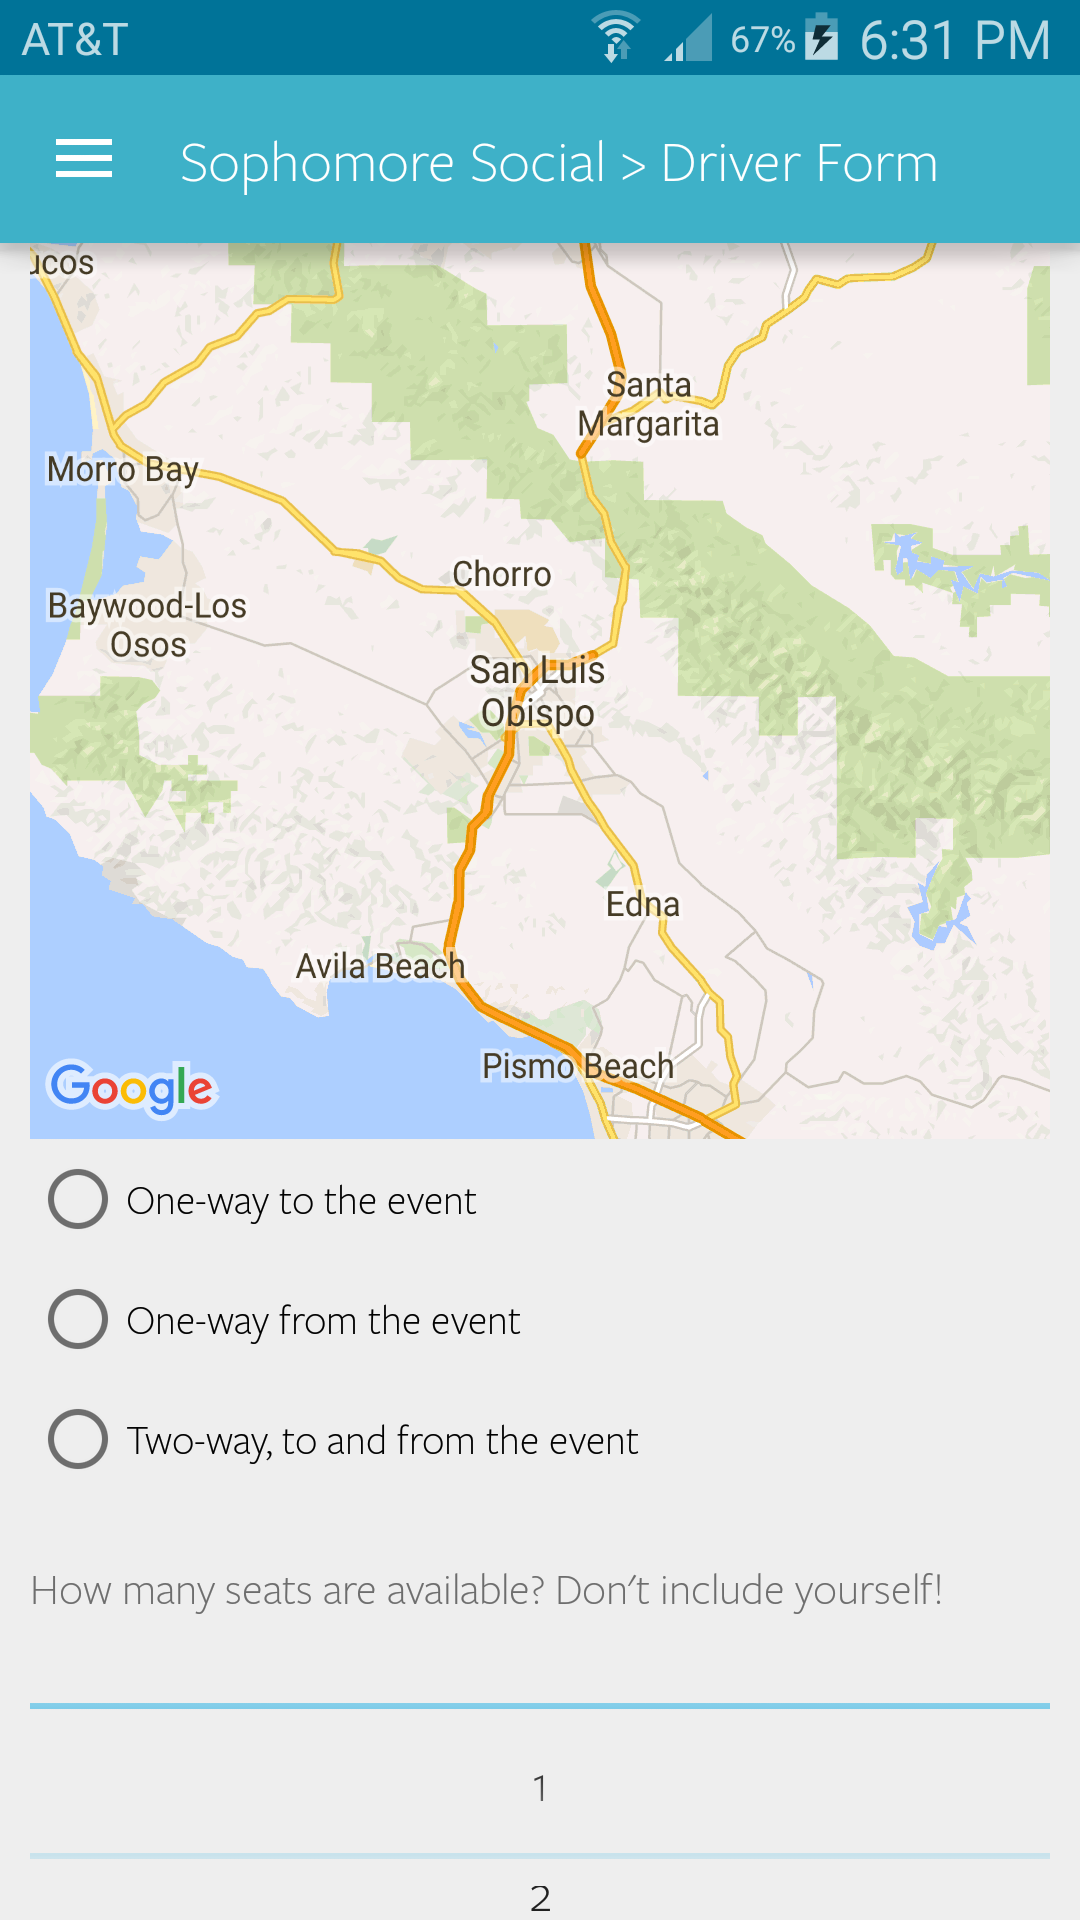 AT&T 67% 6:31 PM
Sophomore Social > Driver Form
ucos
Santa
Margarita
Morro Bay
Chorro
Baywood-Los
Osos
San Luis
Obispo
Edna
Avila Beach
Pismo Beach
Google
One-way to the event
One-way from the event
Two-way, to and from the event
How many seats are available? Don't include yourself!
1
2